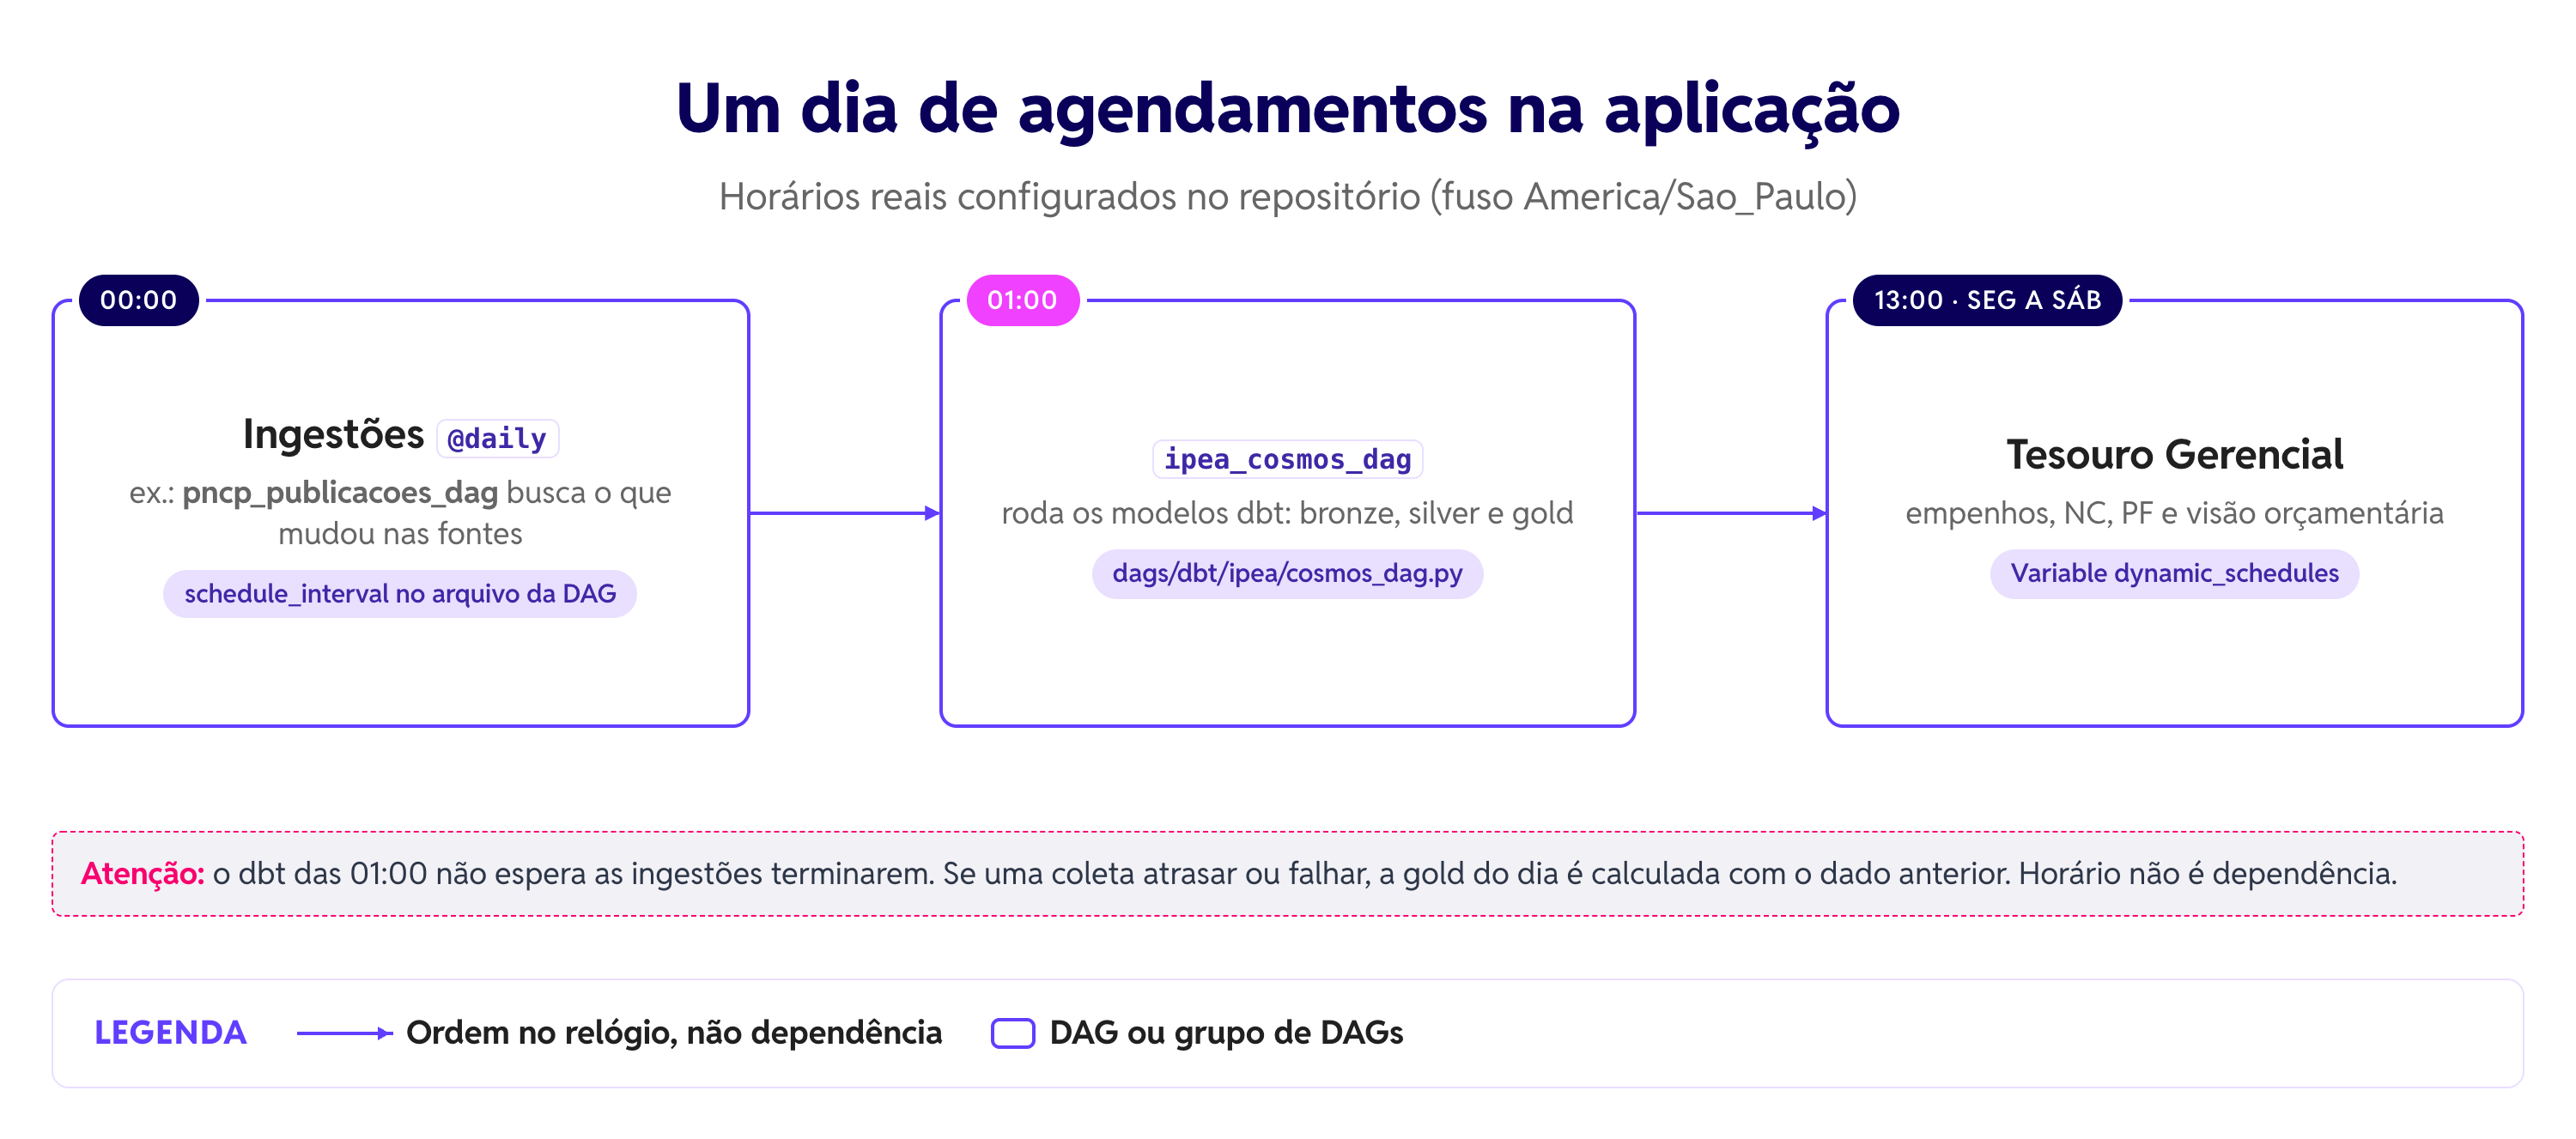 Um dia de agendamentos na aplicação
Horários reais configurados no repositório (fuso America/Sao_Paulo)
00:00
Ingestões @daily
ex.: pncp_publicacoes_dag busca o que
mudou nas fontes
schedule_interval no arquivo da DAG
01:00
ipea_cosmos_dag
roda os modelos dbt: bronze, silver e gold
dags/dbt/ipea/cosmos_dag.py
13:00 · SEG A SÁB
Tesouro Gerencial
empenhos, NC, PF e visão orçamentária
Variable dynamic_schedules
Atenção: o dbt das 01:00 não espera as ingestões terminarem. Se uma coleta atrasar ou falhar, a gold do dia é calculada com o dado anterior. Horário não é dependência.
LEGENDA
Ordem no relógio, não dependência
DAG ou grupo de DAGs